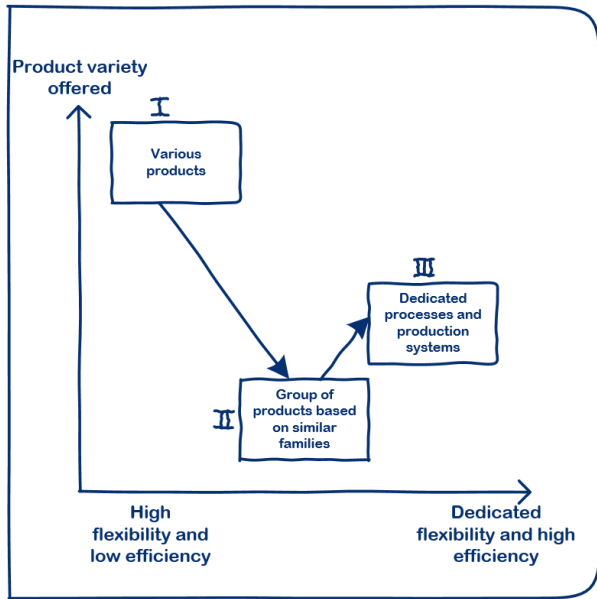 Product variety
offered
I
Various
products
III
Dedicated
processes and
production
systems
II
Group of
products based
on similar
families
High
flexibility and
low efficiency
Dedicated
flexibility and high
efficiency